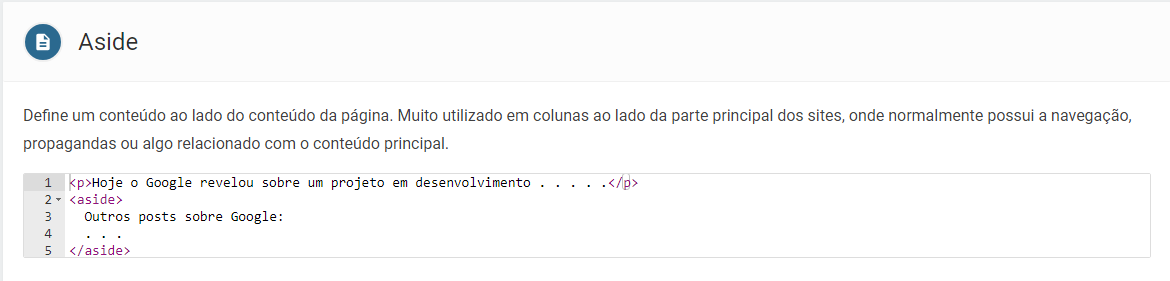 Aside
Define um conteúdo ao lado do conteúdo da página. Muito utilizado em colunas ao lado da parte principal dos sites, onde normalmente possui a navegação,
propagandas ou algo relacionado com o conteúdo principal.
1 <p>Hoje o Google revelou sobre um projeto em desenvolvimento . . . . .</p>
2 <aside>
3 Outros posts sobre Google:
4 . . .
5 </aside>